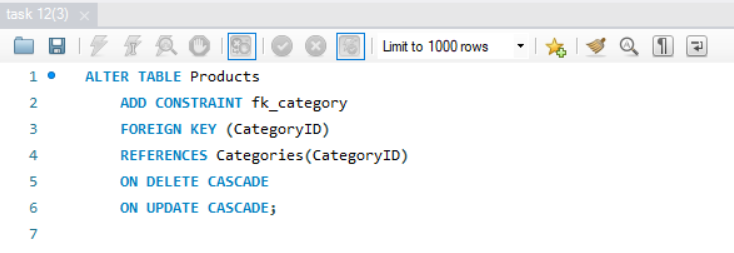 task 12(3)
Limit to 1000 rows
1 ALTER TABLE Products
2 ADD CONSTRAINT fk_category
3 FOREIGN KEY (CategoryID)
4 REFERENCES Categories(CategoryID)
5 ON DELETE CASCADE
6 ON UPDATE CASCADE;
7